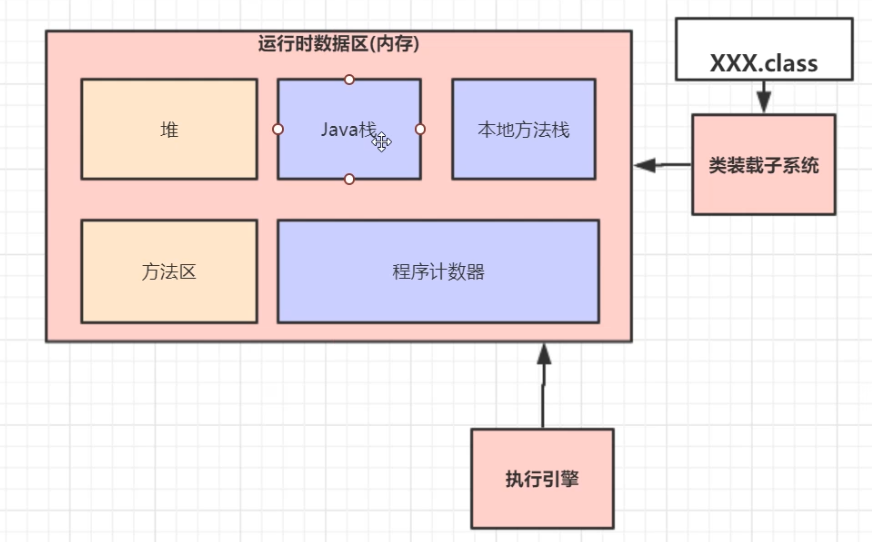 运行时数据区(内存)
XXX.class
堆
Java栈
本地方法栈
类装载子系统
方法区
程序计数器
执行引擎